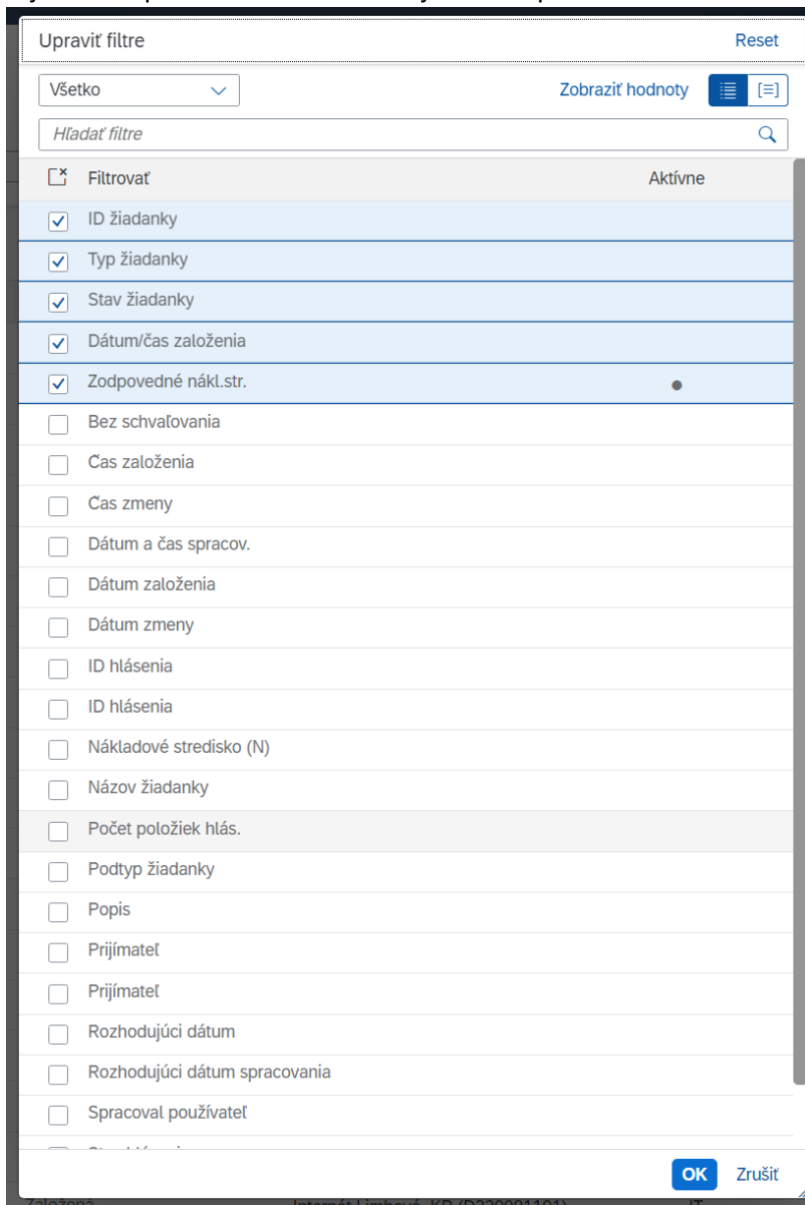 Upraviť filtre Reset
Všetko Zobraziť hodnoty
Hľadať filtre
Filtrovať Aktívne
ID žiadanky
Typ žiadanky
Stav žiadanky
Dátum/čas založenia
Zodpovedné nákl.str.
Bez schvaľovania
Čas založenia
Čas zmeny
Dátum a čas spracov.
Dátum založenia
Dátum zmeny
ID hlásenia
ID hlásenia
Nákladové stredisko (N)
Názov žiadanky
Počet položiek hlás.
Podtyp žiadanky
Popis
Prijímateľ
Prijímateľ
Rozhodujúci dátum
Rozhodujúci dátum spracovania
Spracoval používateľ
OK Zrušiť